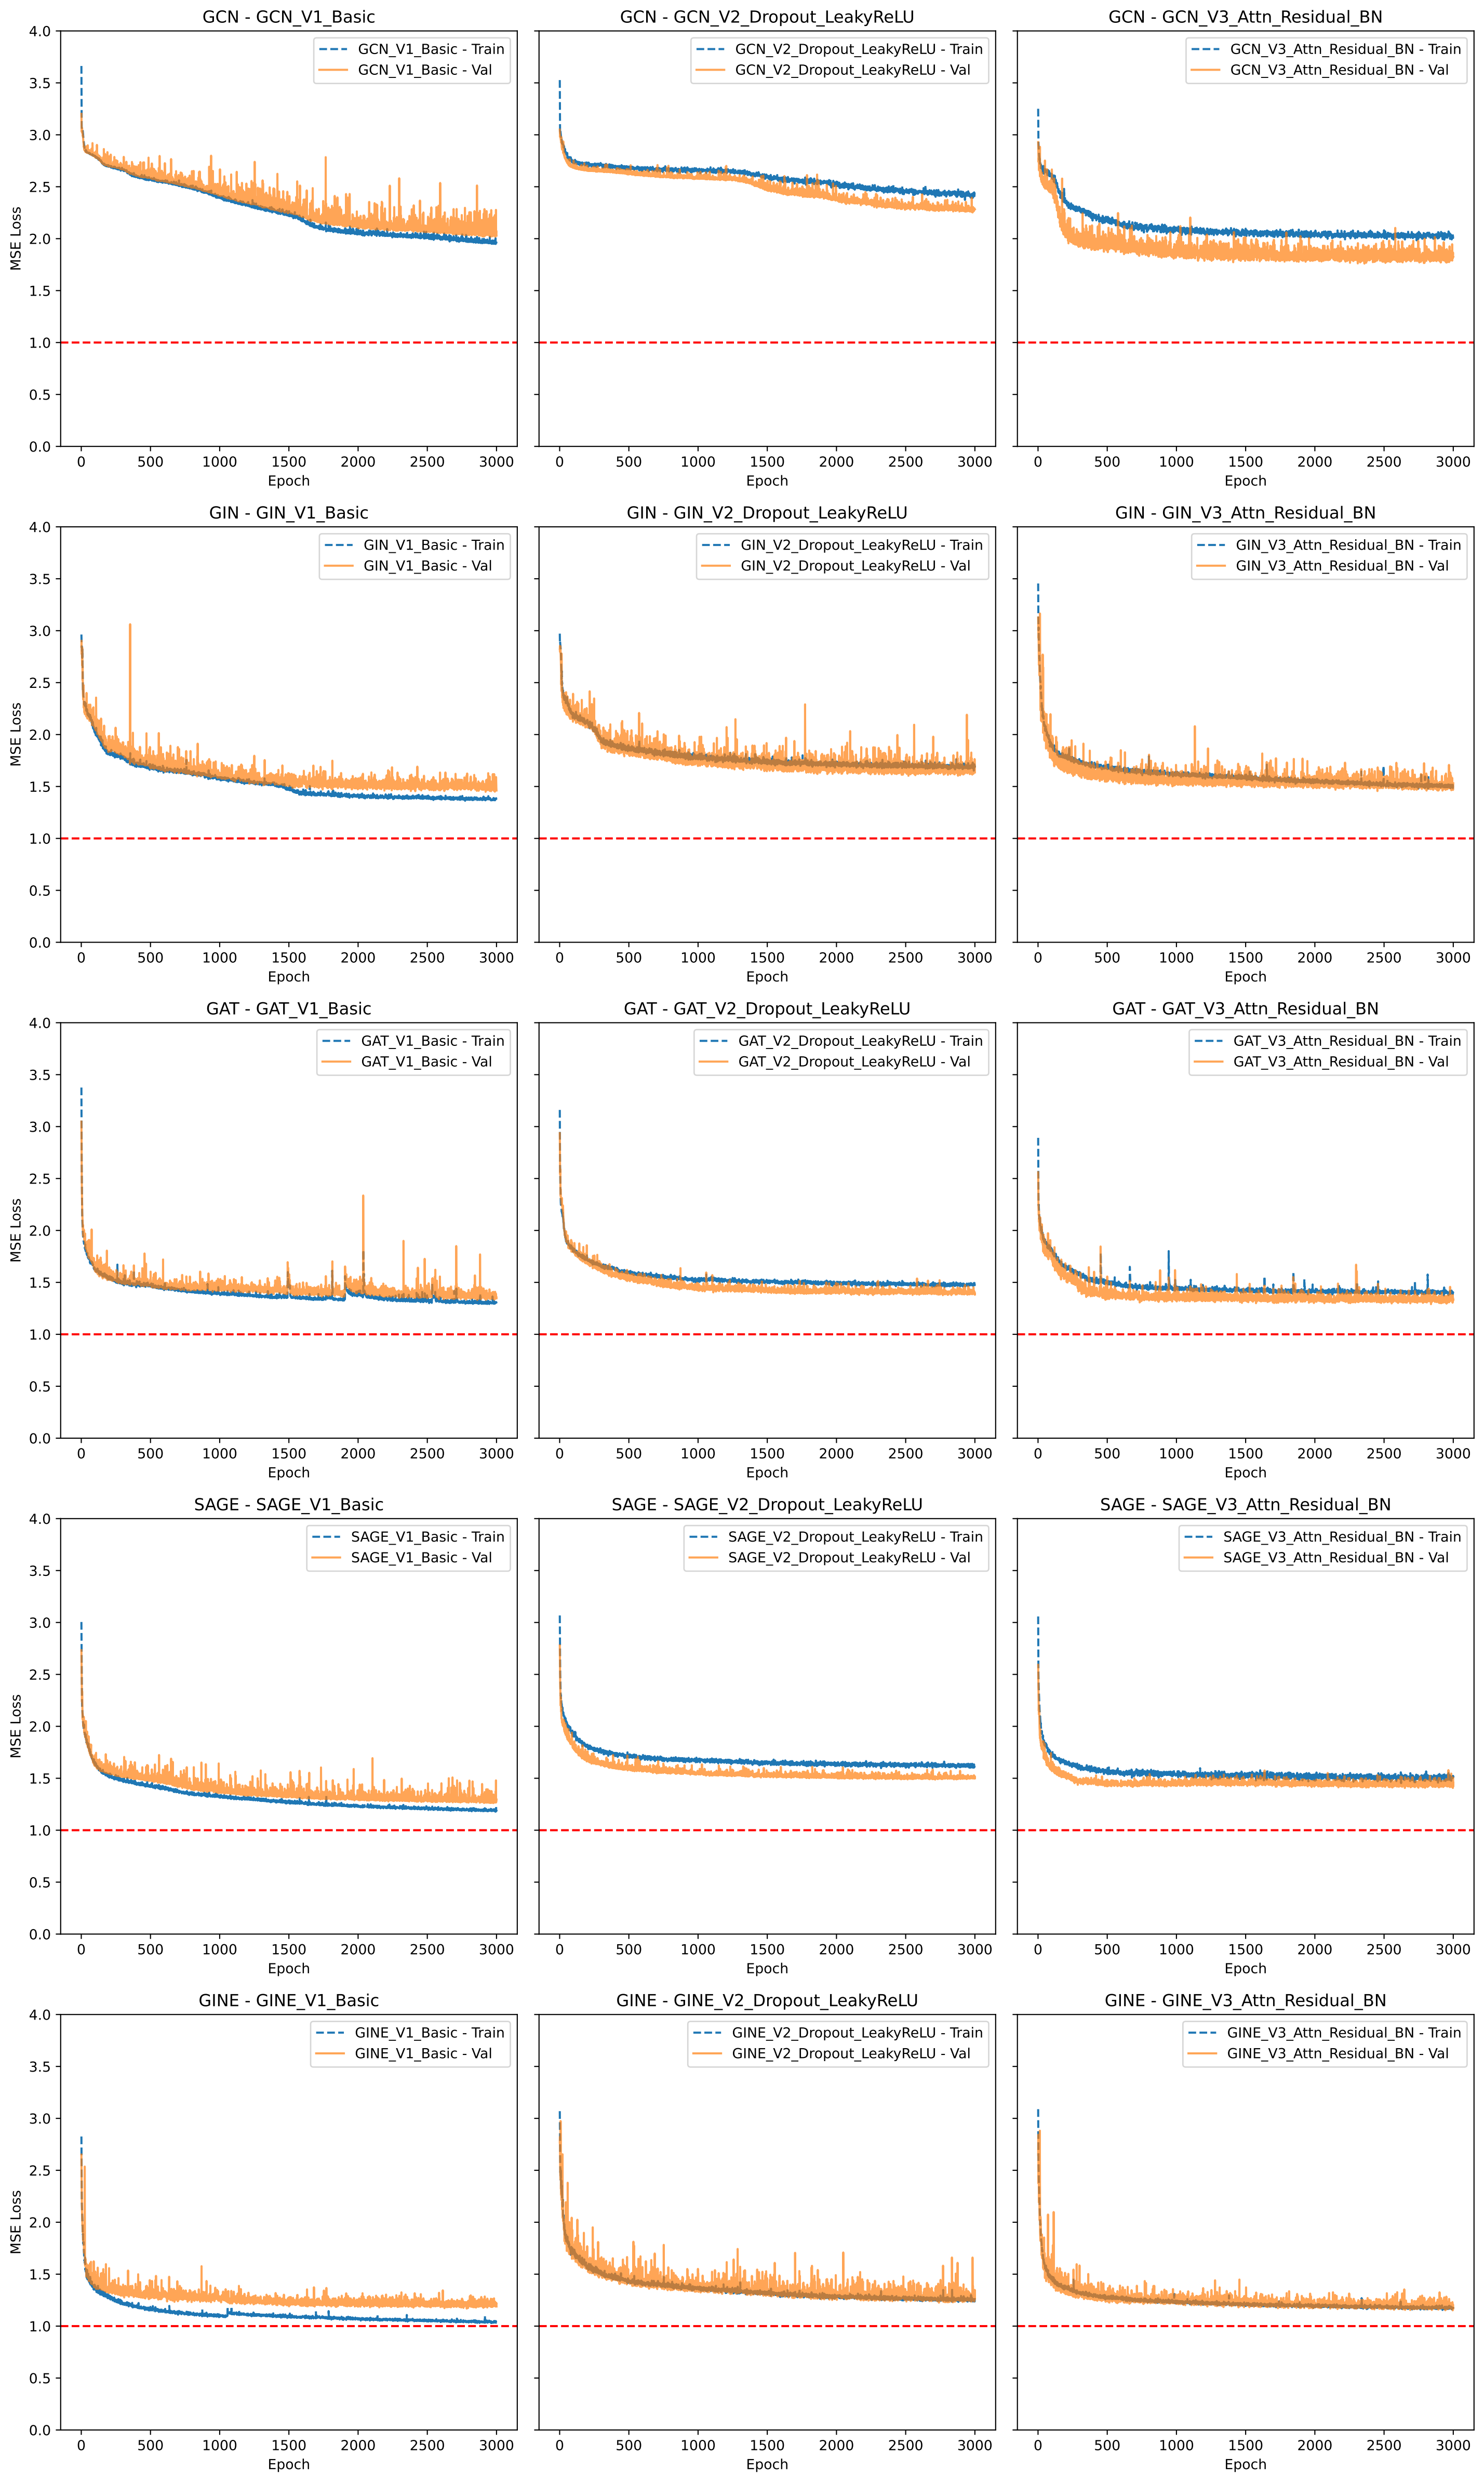 GCN - GCN_V1_Basic
GCN_V1_Basic - Train
GCN_V1_Basic - Val
MSE Loss
4.0
3.5
3.0
2.5
2.0
1.5
1.0
0.5
0.0
0 500 1000 1500 2000 2500 3000
Epoch
GCN - GCN_V2_Dropout_LeakyReLU
GCN_V2_Dropout_LeakyReLU - Train
GCN_V2_Dropout_LeakyReLU - Val
0 500 1000 1500 2000 2500 3000
Epoch
GCN - GCN_V3_Attn_Residual_BN
GCN_V3_Attn_Residual_BN - Train
GCN_V3_Attn_Residual_BN - Val
0 500 1000 1500 2000 2500 3000
Epoch
GIN - GIN_V1_Basic
GIN_V1_Basic - Train
GIN_V1_Basic - Val
MSE Loss
4.0
3.5
3.0
2.5
2.0
1.5
1.0
0.5
0.0
0 500 1000 1500 2000 2500 3000
Epoch
GIN - GIN_V2_Dropout_LeakyReLU
GIN_V2_Dropout_LeakyReLU - Train
GIN_V2_Dropout_LeakyReLU - Val
0 500 1000 1500 2000 2500 3000
Epoch
GIN - GIN_V3_Attn_Residual_BN
GIN_V3_Attn_Residual_BN - Train
GIN_V3_Attn_Residual_BN - Val
0 500 1000 1500 2000 2500 3000
Epoch
GAT - GAT_V1_Basic
GAT_V1_Basic - Train
GAT_V1_Basic - Val
MSE Loss
4.0
3.5
3.0
2.5
2.0
1.5
1.0
0.5
0.0
0 500 1000 1500 2000 2500 3000
Epoch
GAT - GAT_V2_Dropout_LeakyReLU
GAT_V2_Dropout_LeakyReLU - Train
GAT_V2_Dropout_LeakyReLU - Val
0 500 1000 1500 2000 2500 3000
Epoch
GAT - GAT_V3_Attn_Residual_BN
GAT_V3_Attn_Residual_BN - Train
GAT_V3_Attn_Residual_BN - Val
0 500 1000 1500 2000 2500 3000
Epoch
SAGE - SAGE_V1_Basic
SAGE_V1_Basic - Train
SAGE_V1_Basic - Val
MSE Loss
4.0
3.5
3.0
2.5
2.0
1.5
1.0
0.5
0.0
0 500 1000 1500 2000 2500 3000
Epoch
SAGE - SAGE_V2_Dropout_LeakyReLU
SAGE_V2_Dropout_LeakyReLU - Train
SAGE_V2_Dropout_LeakyReLU - Val
0 500 1000 1500 2000 2500 3000
Epoch
SAGE - SAGE_V3_Attn_Residual_BN
SAGE_V3_Attn_Residual_BN - Train
SAGE_V3_Attn_Residual_BN - Val
0 500 1000 1500 2000 2500 3000
Epoch
GINE - GINE_V1_Basic
GINE_V1_Basic - Train
GINE_V1_Basic - Val
MSE Loss
4.0
3.5
3.0
2.5
2.0
1.5
1.0
0.5
0.0
0 500 1000 1500 2000 2500 3000
Epoch
GINE - GINE_V2_Dropout_LeakyReLU
GINE_V2_Dropout_LeakyReLU - Train
GINE_V2_Dropout_LeakyReLU - Val
0 500 1000 1500 2000 2500 3000
Epoch
GINE - GINE_V3_Attn_Residual_BN
GINE_V3_Attn_Residual_BN - Train
GINE_V3_Attn_Residual_BN - Val
0 500 1000 1500 2000 2500 3000
Epoch